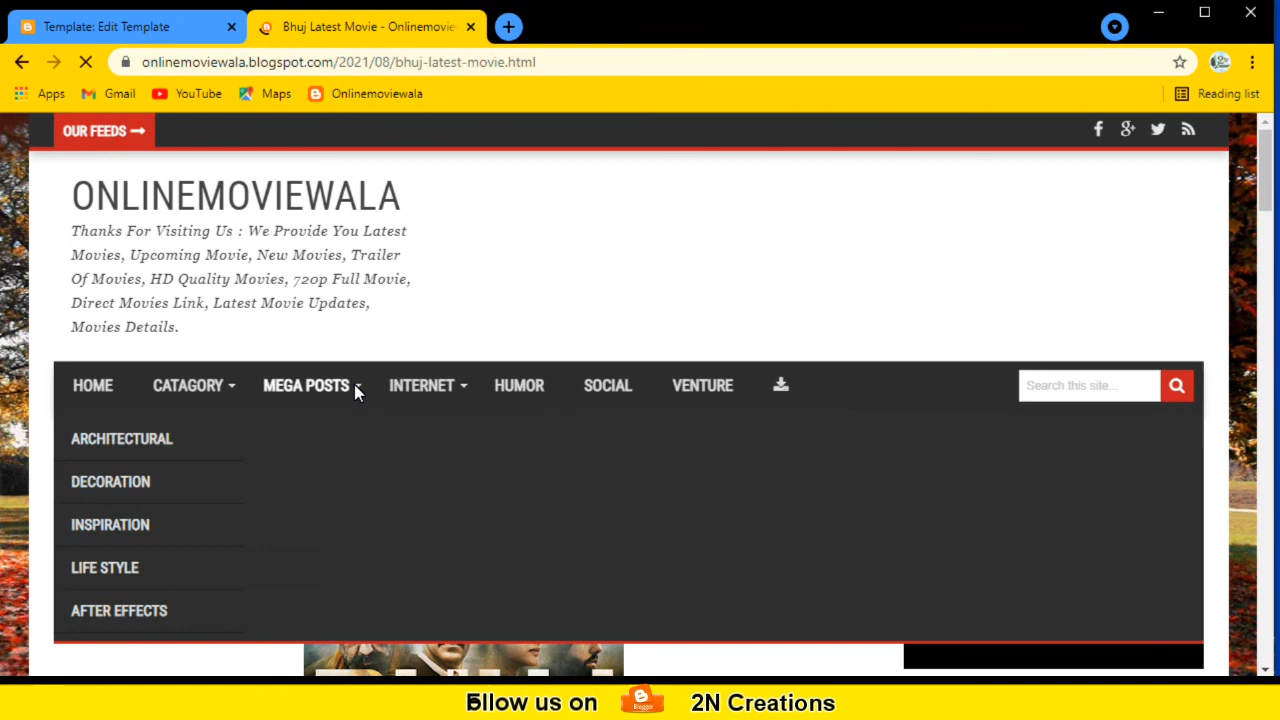 Template: Edit Template
Bhuj Latest Movie - Onlinemovie
onlinemoviewala.blogspot.com/2021/08/bhuj-latest-movie.html
Apps Gmail YouTube Maps Onlinemoviewala Reading list
OUR FEEDS
ONLINEMOVIEWALA
Thanks For Visiting Us : We Provide You Latest
Movies, Upcoming Movie, New Movies, Trailer
Of Movies, HD Quality Movies, 720p Full Movie,
Direct Movies Link, Latest Movie Updates,
Movies Details.
HOME CATAGORY MEGA POSTS INTERNET HUMOR SOCIAL VENTURE Search this site...
ARCHITECTURAL
DECORATION
INSPIRATION
LIFE STYLE
AFTER EFFECTS
us on Blogger 2N Creations